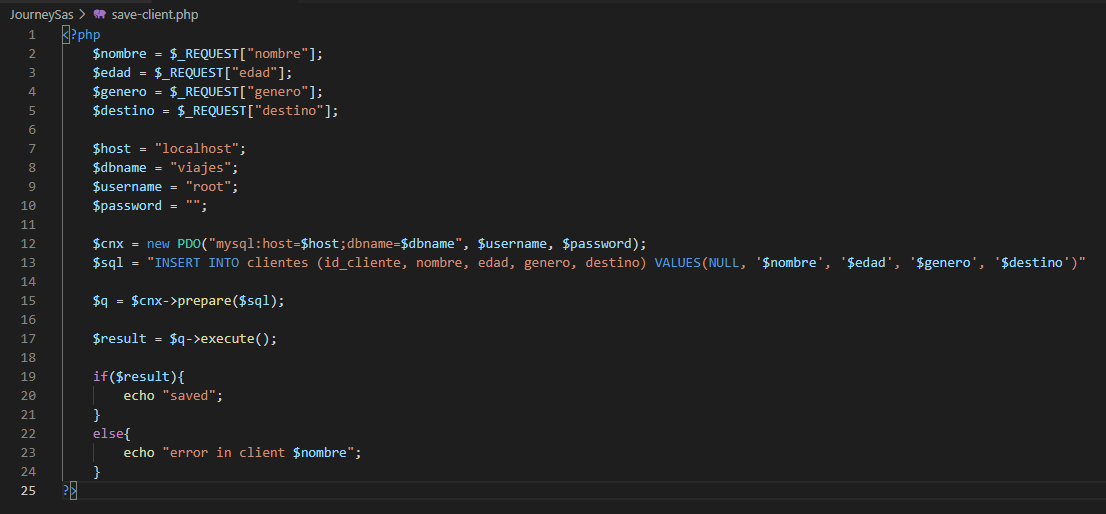 JourneySas > save-client.php
1 <?php
2 $nombre = $_REQUEST["nombre"];
3 $edad = $_REQUEST["edad"];
4 $genero = $_REQUEST["genero"];
5 $destino = $_REQUEST["destino"];
6
7 $host = "localhost";
8 $dbname = "viajes";
9 $username = "root";
10 $password = "";
11
12 $cnx = new PDO("mysql:host=$host;dbname=$dbname", $username, $password);
13 $sql = "INSERT INTO clientes (id_cliente, nombre, edad, genero, destino) VALUES(NULL, '$nombre', '$edad', '$genero', '$destino')"
14
15 $q = $cnx->prepare($sql);
16
17 $result = $q->execute();
18
19 if($result){
20 echo "saved";
21 }
22 else{
23 echo "error in client $nombre";
24 }
25 ?>